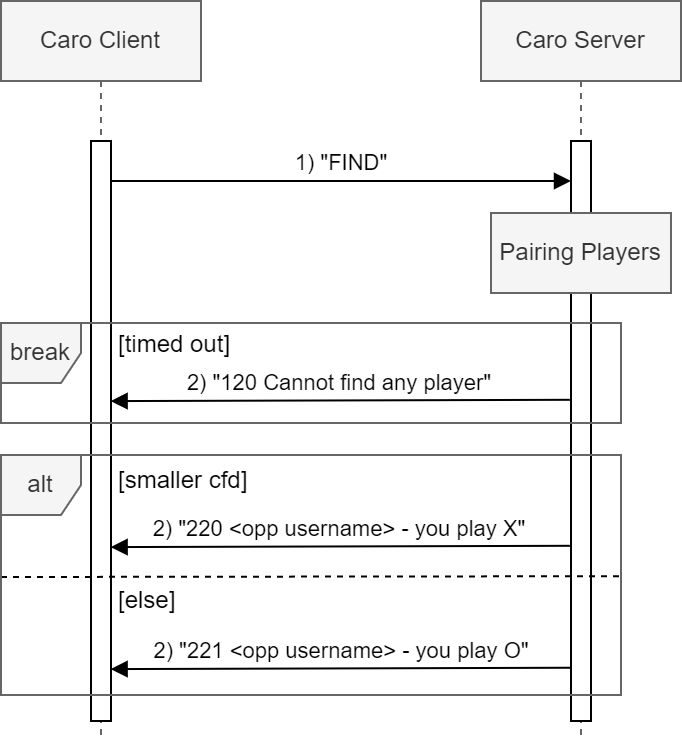 Caro Client
Caro Server
1) "FIND"
Pairing Players
break
[timed out]
2) "120 Cannot find any player"
alt
[smaller cfd]
2) "220 <opp username> - you play X"
[else]
2) "221 <opp username> - you play O"